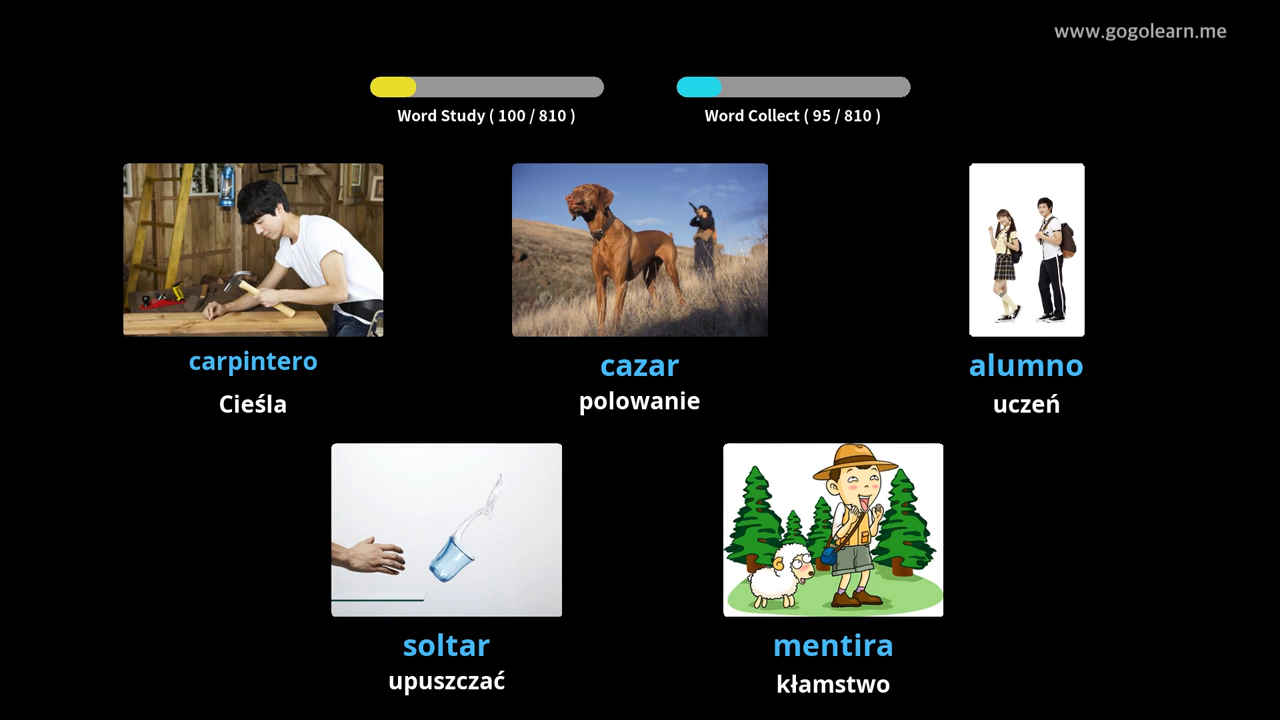 www.gogolearn.me
Word Study ( 100 / 810 )
Word Collect ( 95 / 810 )
carpintero
Cieśla
cazar
polowanie
alumno
uczeń
soltar
upuszczać
mentira
kłamstwo